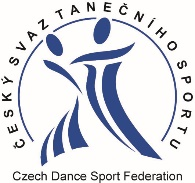 ČESKÝ SVAZ TANEČNÍHO SPORTU
Czech Dance Sport Federation